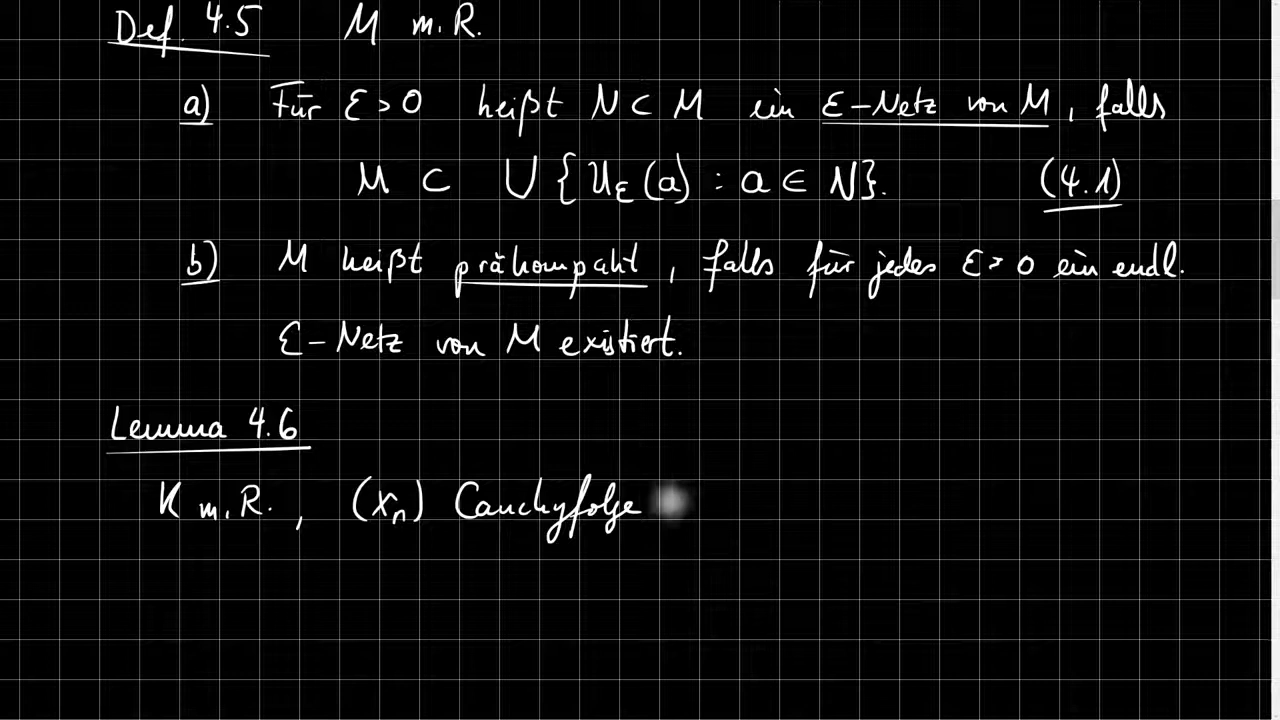 Def. 4.5 M m.R.
a) Für ε > 0 heißt N ⊂ M ein ε-Netz von M, falls
M ⊂ ⋃ { U_ε(a) : a ∈ N }. (4.1)
b) M heißt präkompakt, falls für jedes ε > 0 ein endl.
ε-Netz von M existiert.
Lemma 4.6
K m.R., (x_n) Cauchyfolge